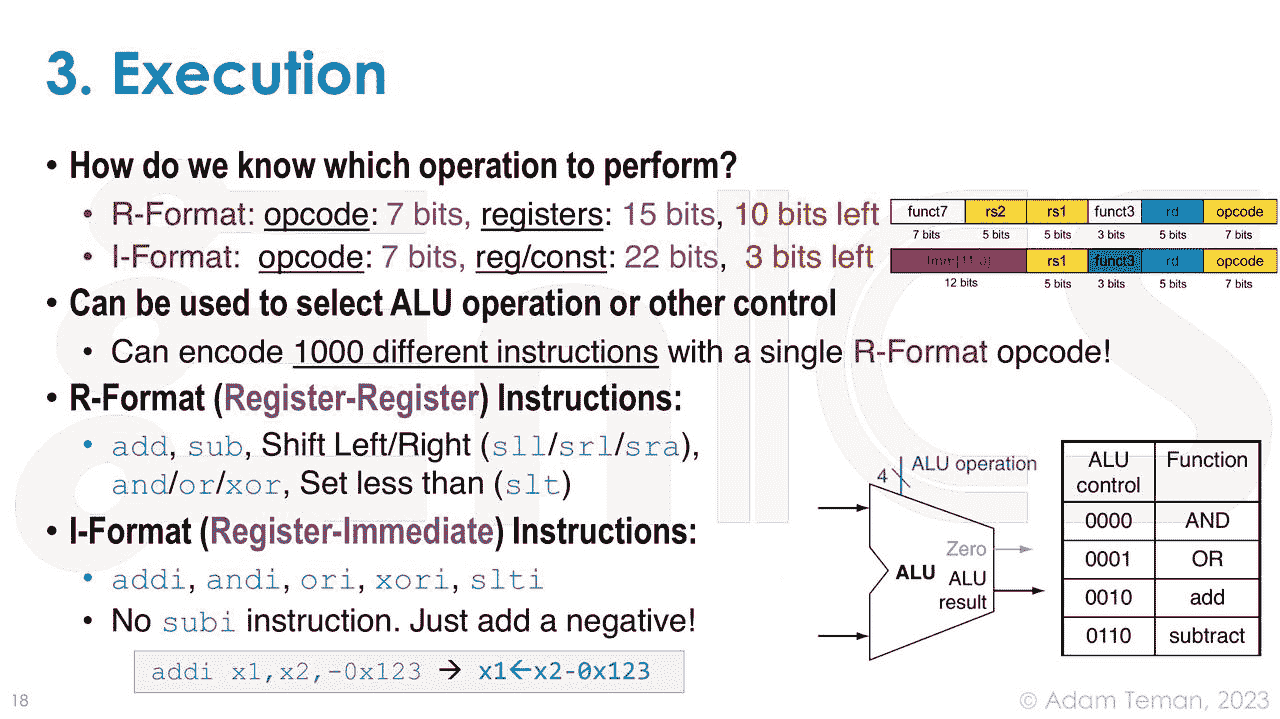 3. Execution
• How do we know which operation to perform?
• R-Format: opcode: 7 bits, registers: 15 bits, 10 bits left
funct7 rs2 rs1 funct3 rd opcode
7 bits 5 bits 5 bits 3 bits 5 bits 7 bits
• I-Format: opcode: 7 bits, reg/const: 22 bits, 3 bits left
Imm[11:0] rs1 funct3 rd opcode
12 bits 5 bits 3 bits 5 bits 7 bits
• Can be used to select ALU operation or other control
• Can encode 1000 different instructions with a single R-Format opcode!
• R-Format (Register-Register) Instructions:
• add, sub, Shift Left/Right (sll/srl/sra),
and/or/xor, Set less than (slt)
• I-Format (Register-Immediate) Instructions:
• addi, andi, ori, xori, slti
• No subi instruction. Just add a negative!
addi x1,x2,-0x123 → x1←x2-0x123
4 ALU operation
Zero
ALU ALU
result
ALU Function
control
0000 AND
0001 OR
0010 add
0110 subtract
18
© Adam Teman, 2023
EnICS